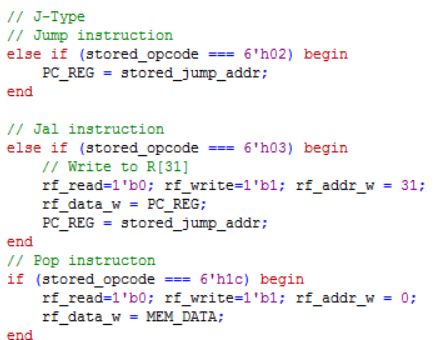 // J-Type
// Jump instruction
else if (stored_opcode === 6'h02) begin
    PC_REG = stored_jump_addr;
end

// Jal instruction
else if (stored_opcode === 6'h03) begin
    // Write to R[31]
    rf_read=1'b0; rf_write=1'b1; rf_addr_w = 31;
    rf_data_w = PC_REG;
    PC_REG = stored_jump_addr;
end
// Pop instructon
if (stored_opcode === 6'h1c) begin
    rf_read=1'b0; rf_write=1'b1; rf_addr_w = 0;
    rf_data_w = MEM_DATA;
end